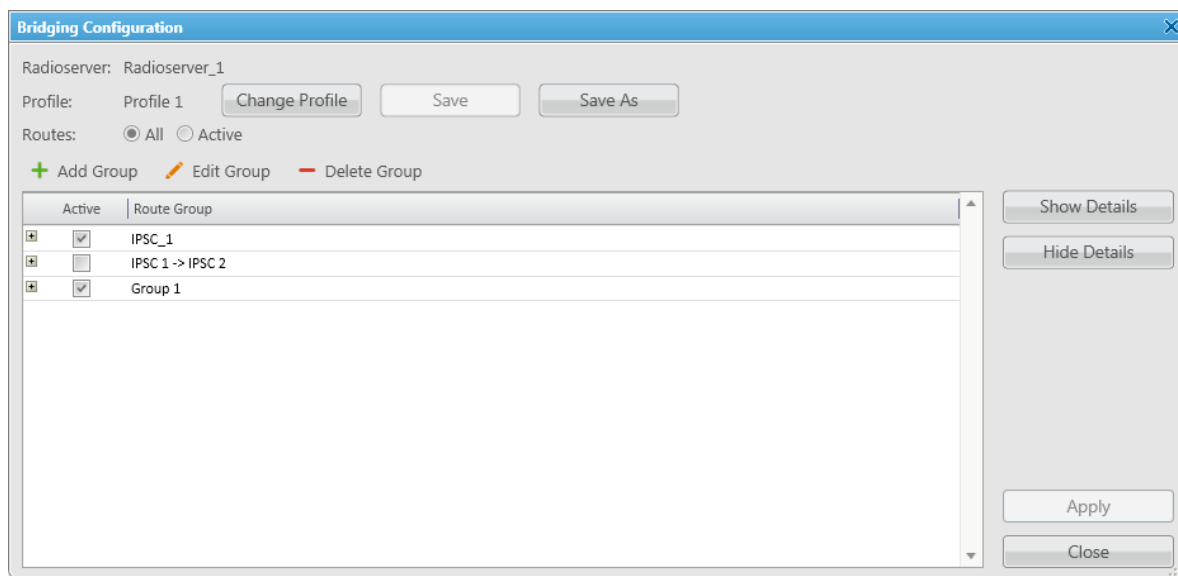 Bridging Configuration
Radioserver: Radioserver_1
Profile: Profile 1 Change Profile Save Save As
Routes: All Active
Add Group Edit Group Delete Group
Active Route Group Show Details
IPSC_1 Hide Details
IPSC 1 -> IPSC 2
Group 1
Apply
Close